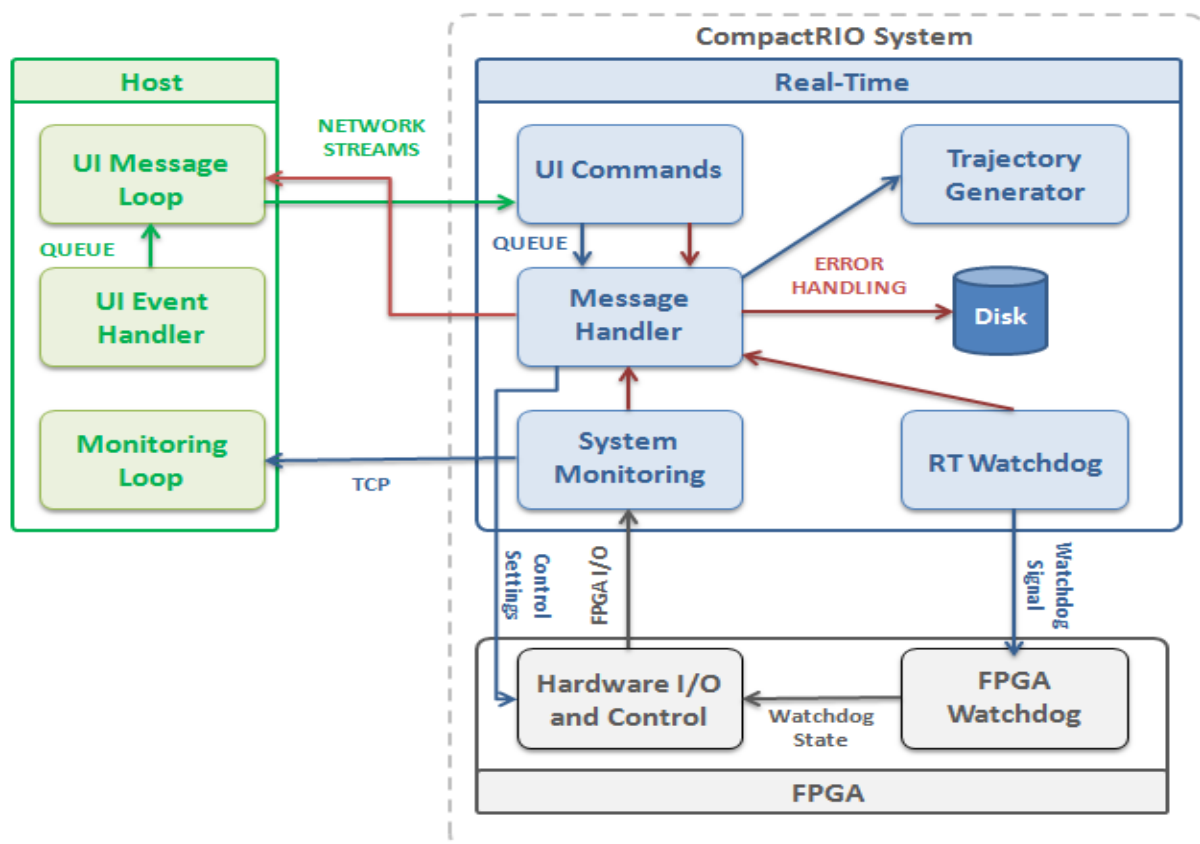 CompactRIO System
Host
Real-Time
NETWORK
STREAMS
UI Message
Loop
UI Commands
Trajectory
Generator
QUEUE
QUEUE
UI Event
Handler
Message
Handler
ERROR
HANDLING
Disk
Monitoring
Loop
System
Monitoring
RT Watchdog
TCP
Control
Settings
FPGA I/O
Watchdog
Signal
Hardware I/O
and Control
FPGA
Watchdog
Watchdog
State
FPGA